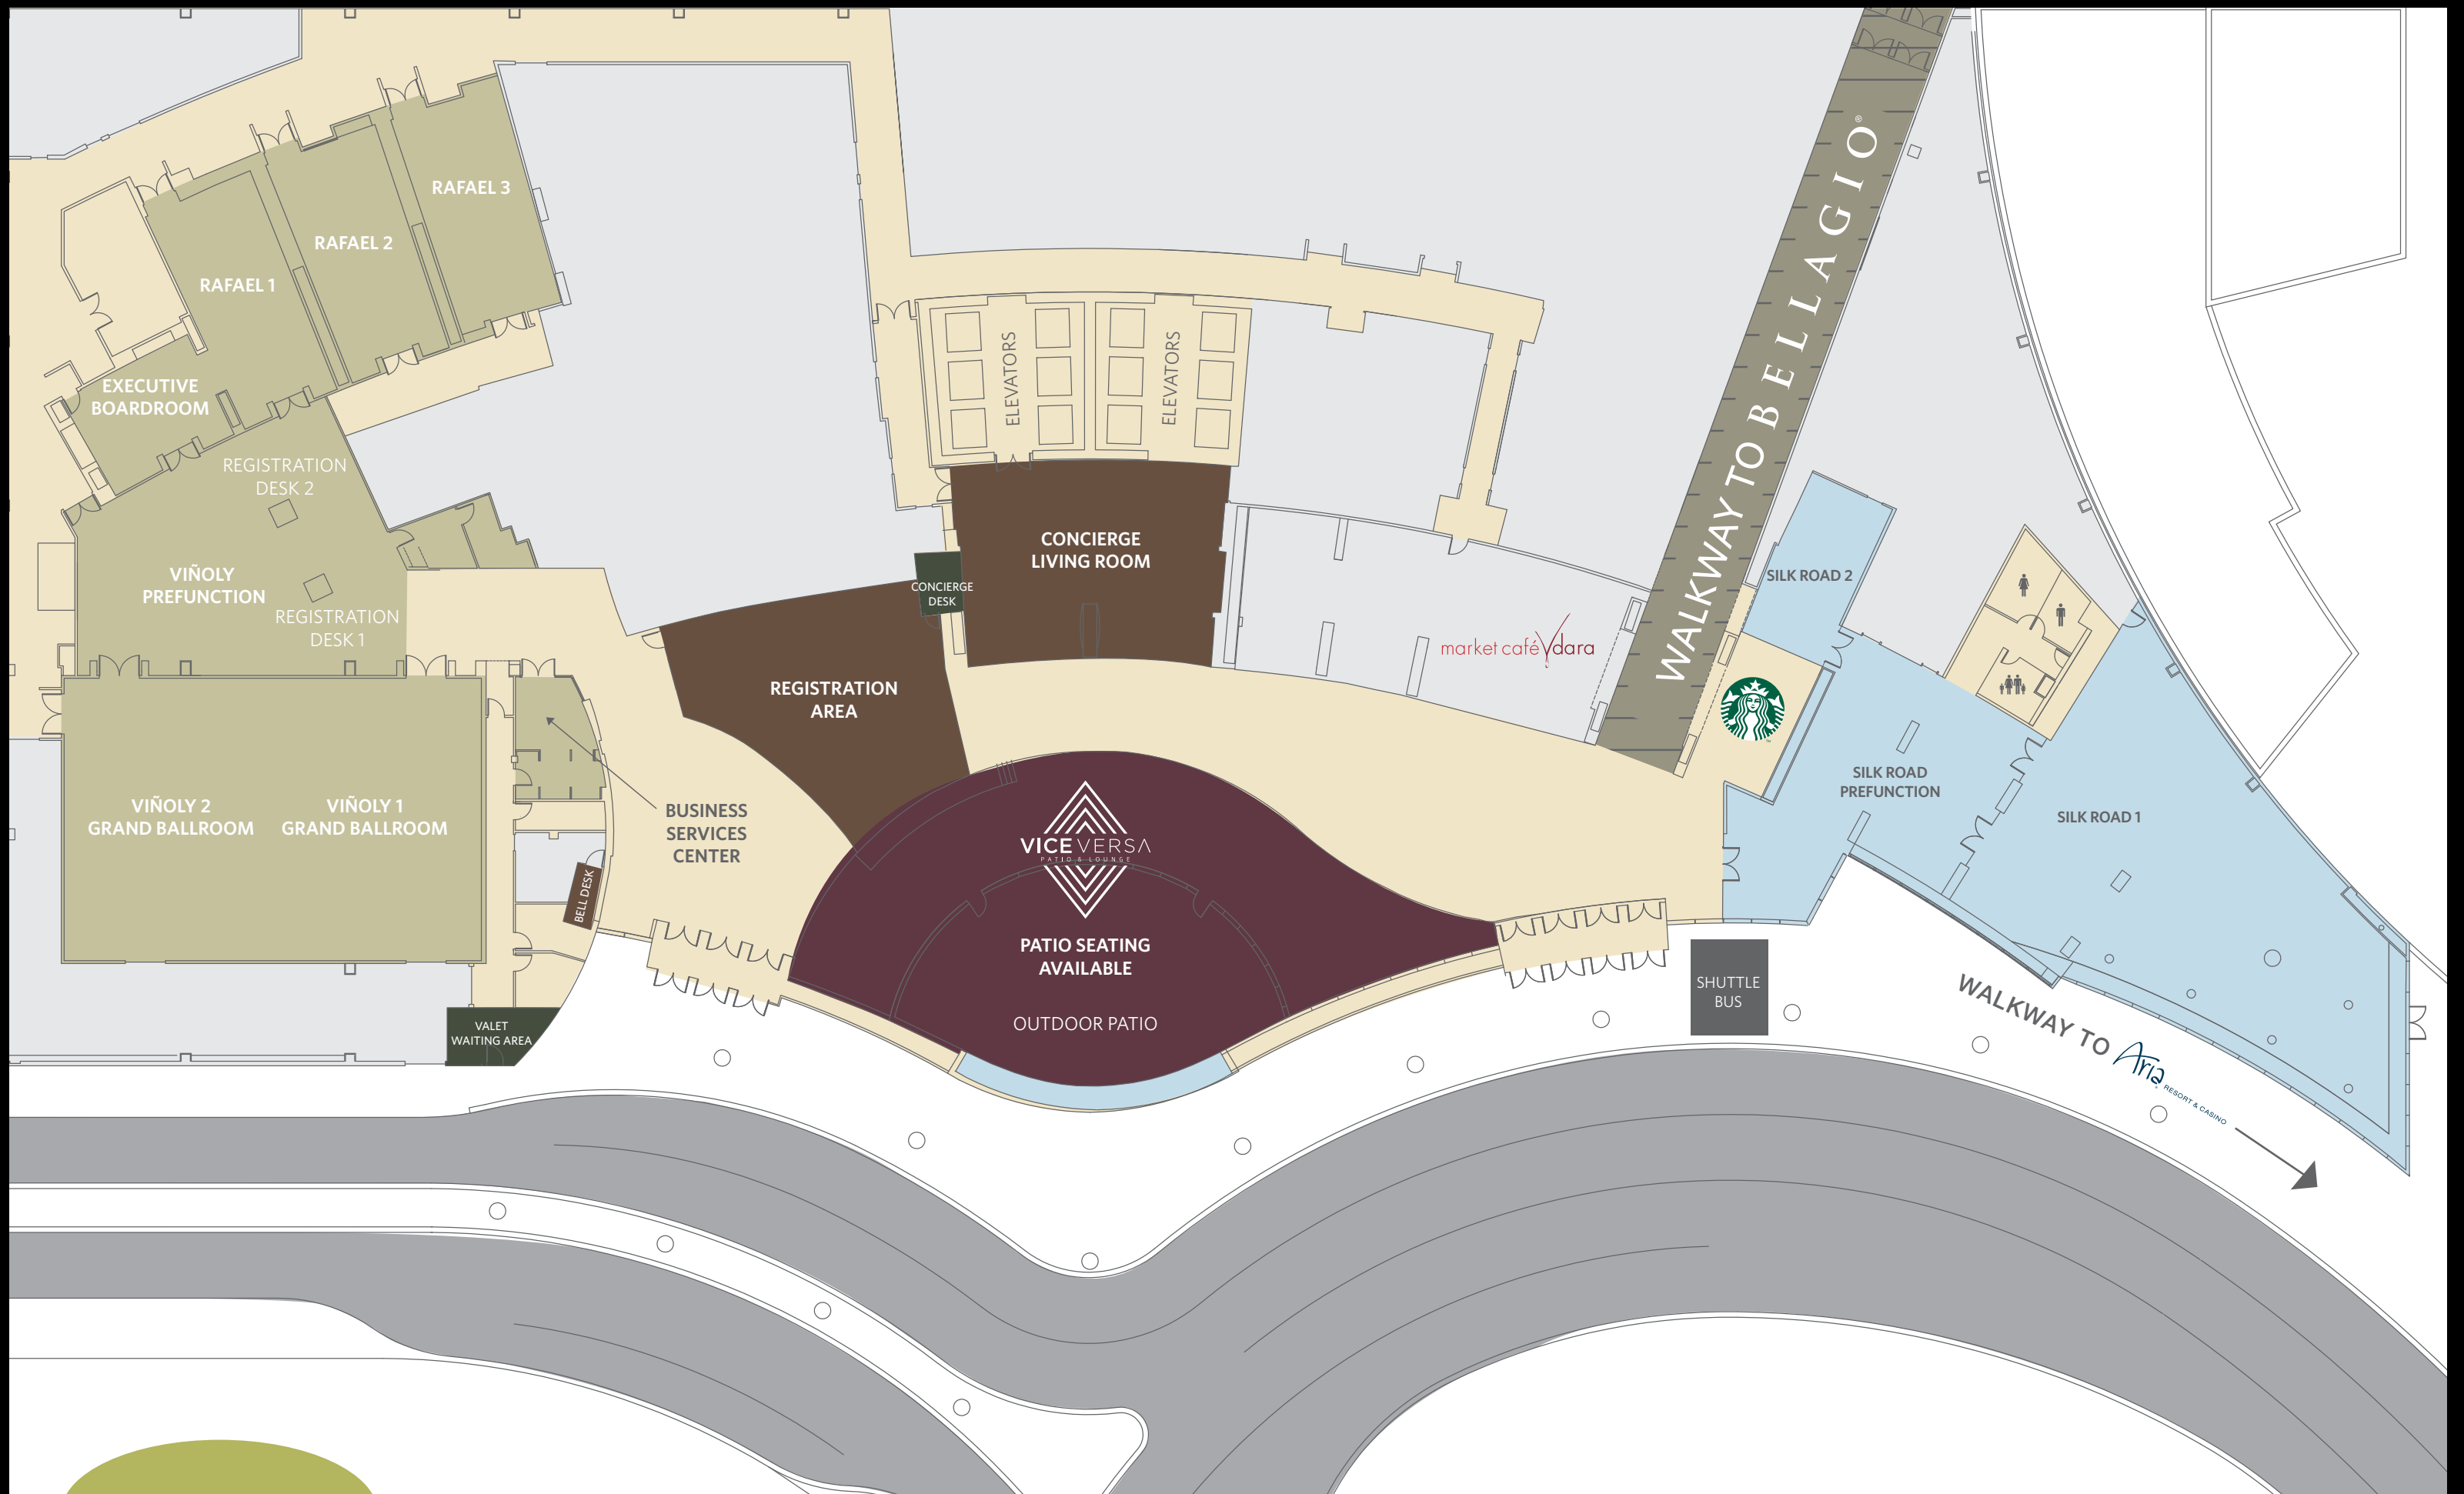 RAFAEL 3
RAFAEL 2
RAFAEL 1
EXECUTIVE
BOARDROOM
REGISTRATION
DESK 2
VIÑOLY
PREFUNCTION
REGISTRATION
DESK 1
VIÑOLY 2
GRAND BALLROOM
VIÑOLY 1
GRAND BALLROOM
BUSINESS
SERVICES
CENTER
BELL DESK
VALET
WAITING AREA
REGISTRATION
AREA
CONCIERGE
DESK
ELEVATORS
ELEVATORS
CONCIERGE
LIVING ROOM
market café Vdara
VICE VERSA
PATIO & LOUNGE
PATIO SEATING
AVAILABLE
OUTDOOR PATIO
WALKWAY TO BELLAGIO®
SILK ROAD 2
SILK ROAD
PREFUNCTION
SILK ROAD 1
SHUTTLE
BUS
WALKWAY TO Aria RESORT & CASINO